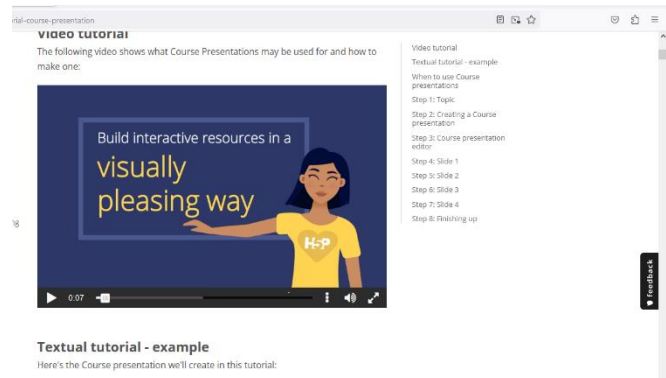 rial-course-presentation
Video tutorial
The following video shows what Course Presentations may be used for and how to
make one:
Build interactive resources in a
visually
pleasing way
H5P
0:07
Textual tutorial - example
Here's the Course presentation we'll create in this tutorial:
Video tutorial
Textual tutorial - example
When to use Course
presentations
Step 1: Topic
Step 2: Creating a Course
presentation
Step 3: Course presentation
editor
Step 4: Slide 1
Step 5: Slide 2
Step 6: Slide 3
Step 7: Slide 4
Step 8: Finishing up
feedback